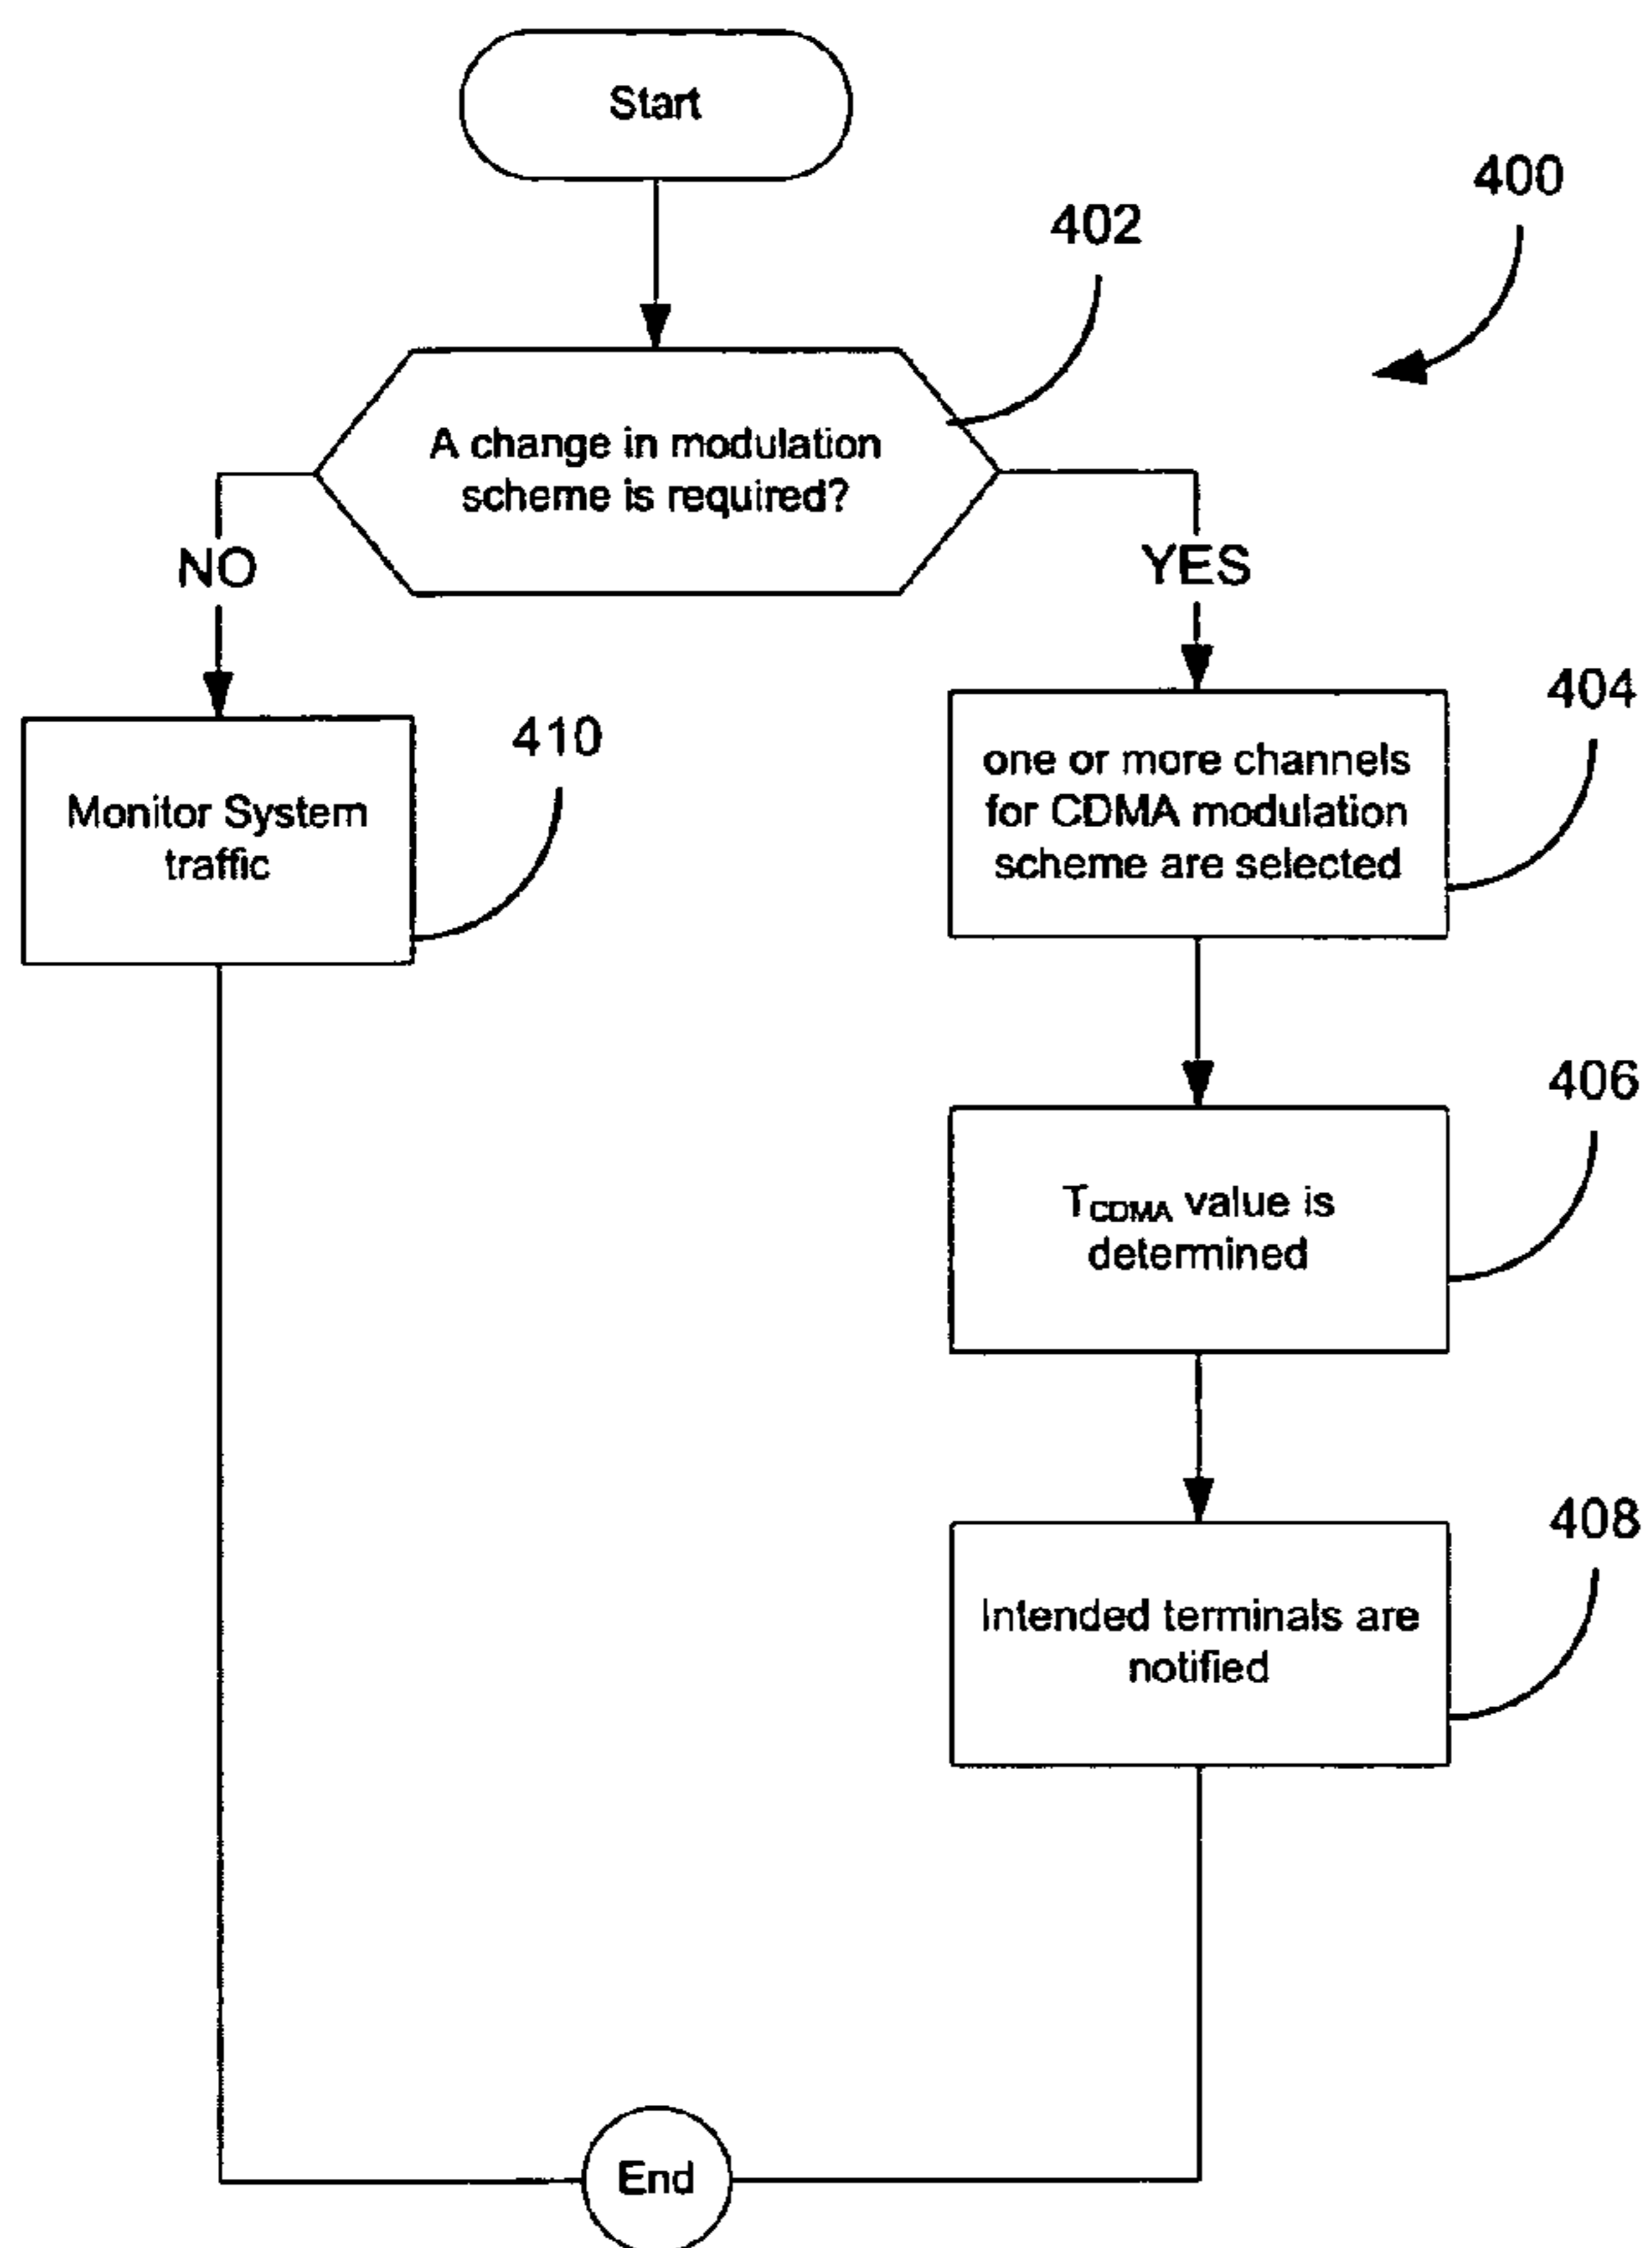 Start
400
402
A change in modulation
scheme is required?
NO
YES
404
410
one or more channels
for CDMA modulation
scheme are selected
Monitor System
traffic
406
TCDMA value is
determined
408
Intended terminals are
notified
End